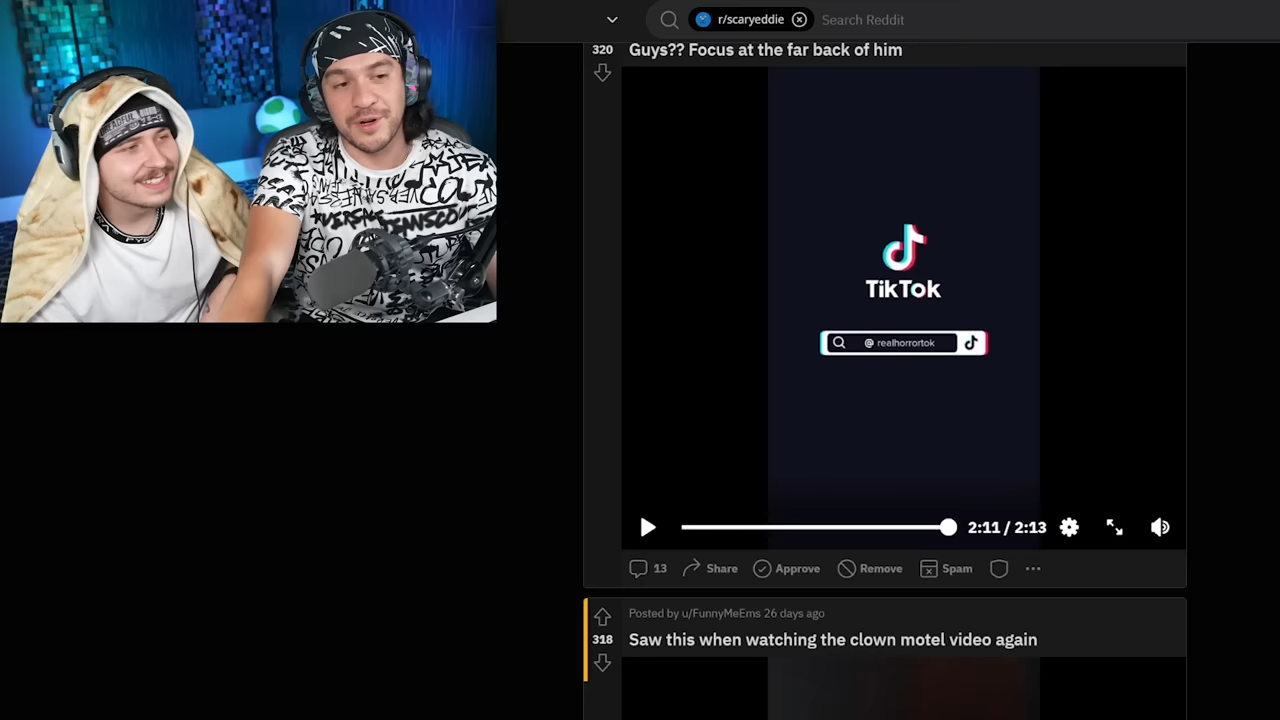 r/scaryeddie
Search Reddit
320
Guys?? Focus at the far back of him
TikTok
@ realhorrortok
2:11 / 2:13
13
Share
Approve
Remove
Spam
Posted by u/FunnyMeEms 26 days ago
318
Saw this when watching the clown motel video again